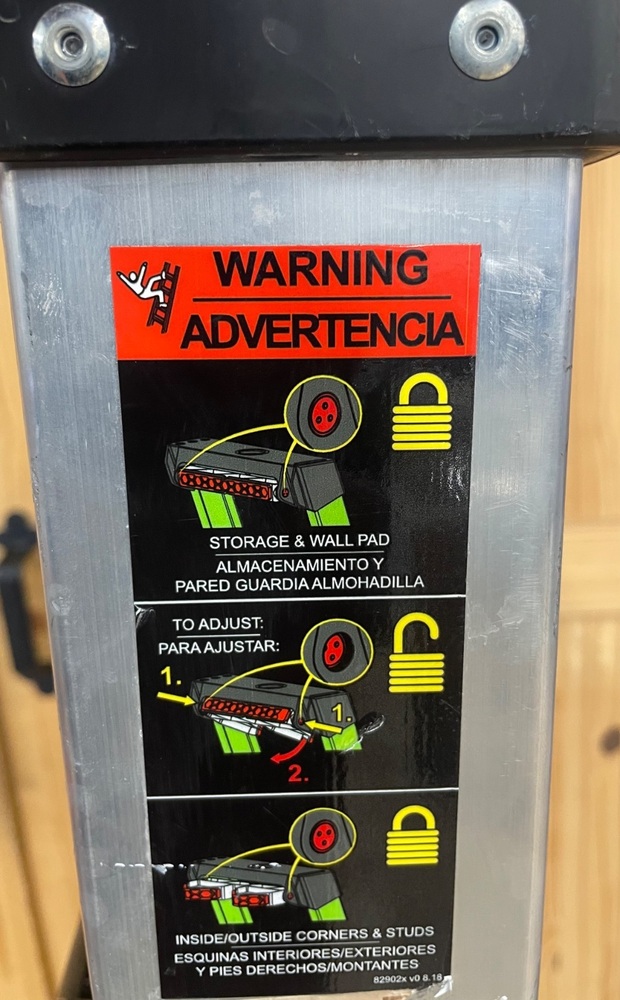 WARNING
ADVERTENCIA
STORAGE & WALL PAD
ALMACENAMIENTO Y
PARED GUARDIA ALMOHADILLA
TO ADJUST:
PARA AJUSTAR:
1.
1.
2.
INSIDE/OUTSIDE CORNERS & STUDS
ESQUINAS INTERIORES/EXTERIORES
Y PIES DERECHOS/MONTANTES
82902x v0 8.18